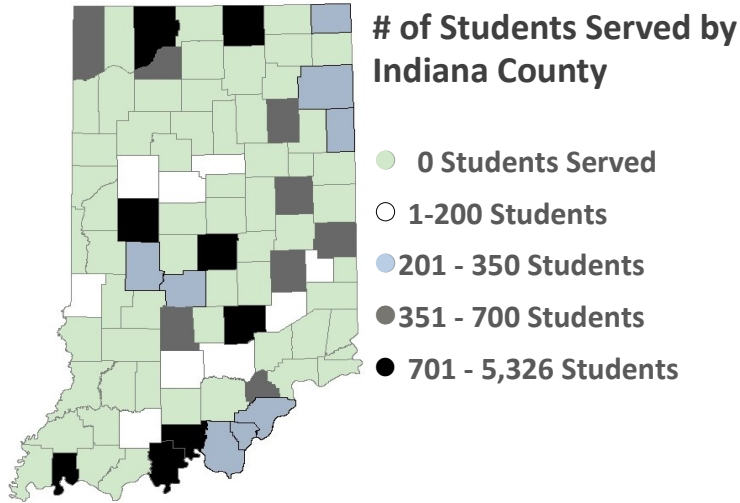 # of Students Served by
Indiana County
0 Students Served
1-200 Students
201 - 350 Students
351 - 700 Students
701 - 5,326 Students